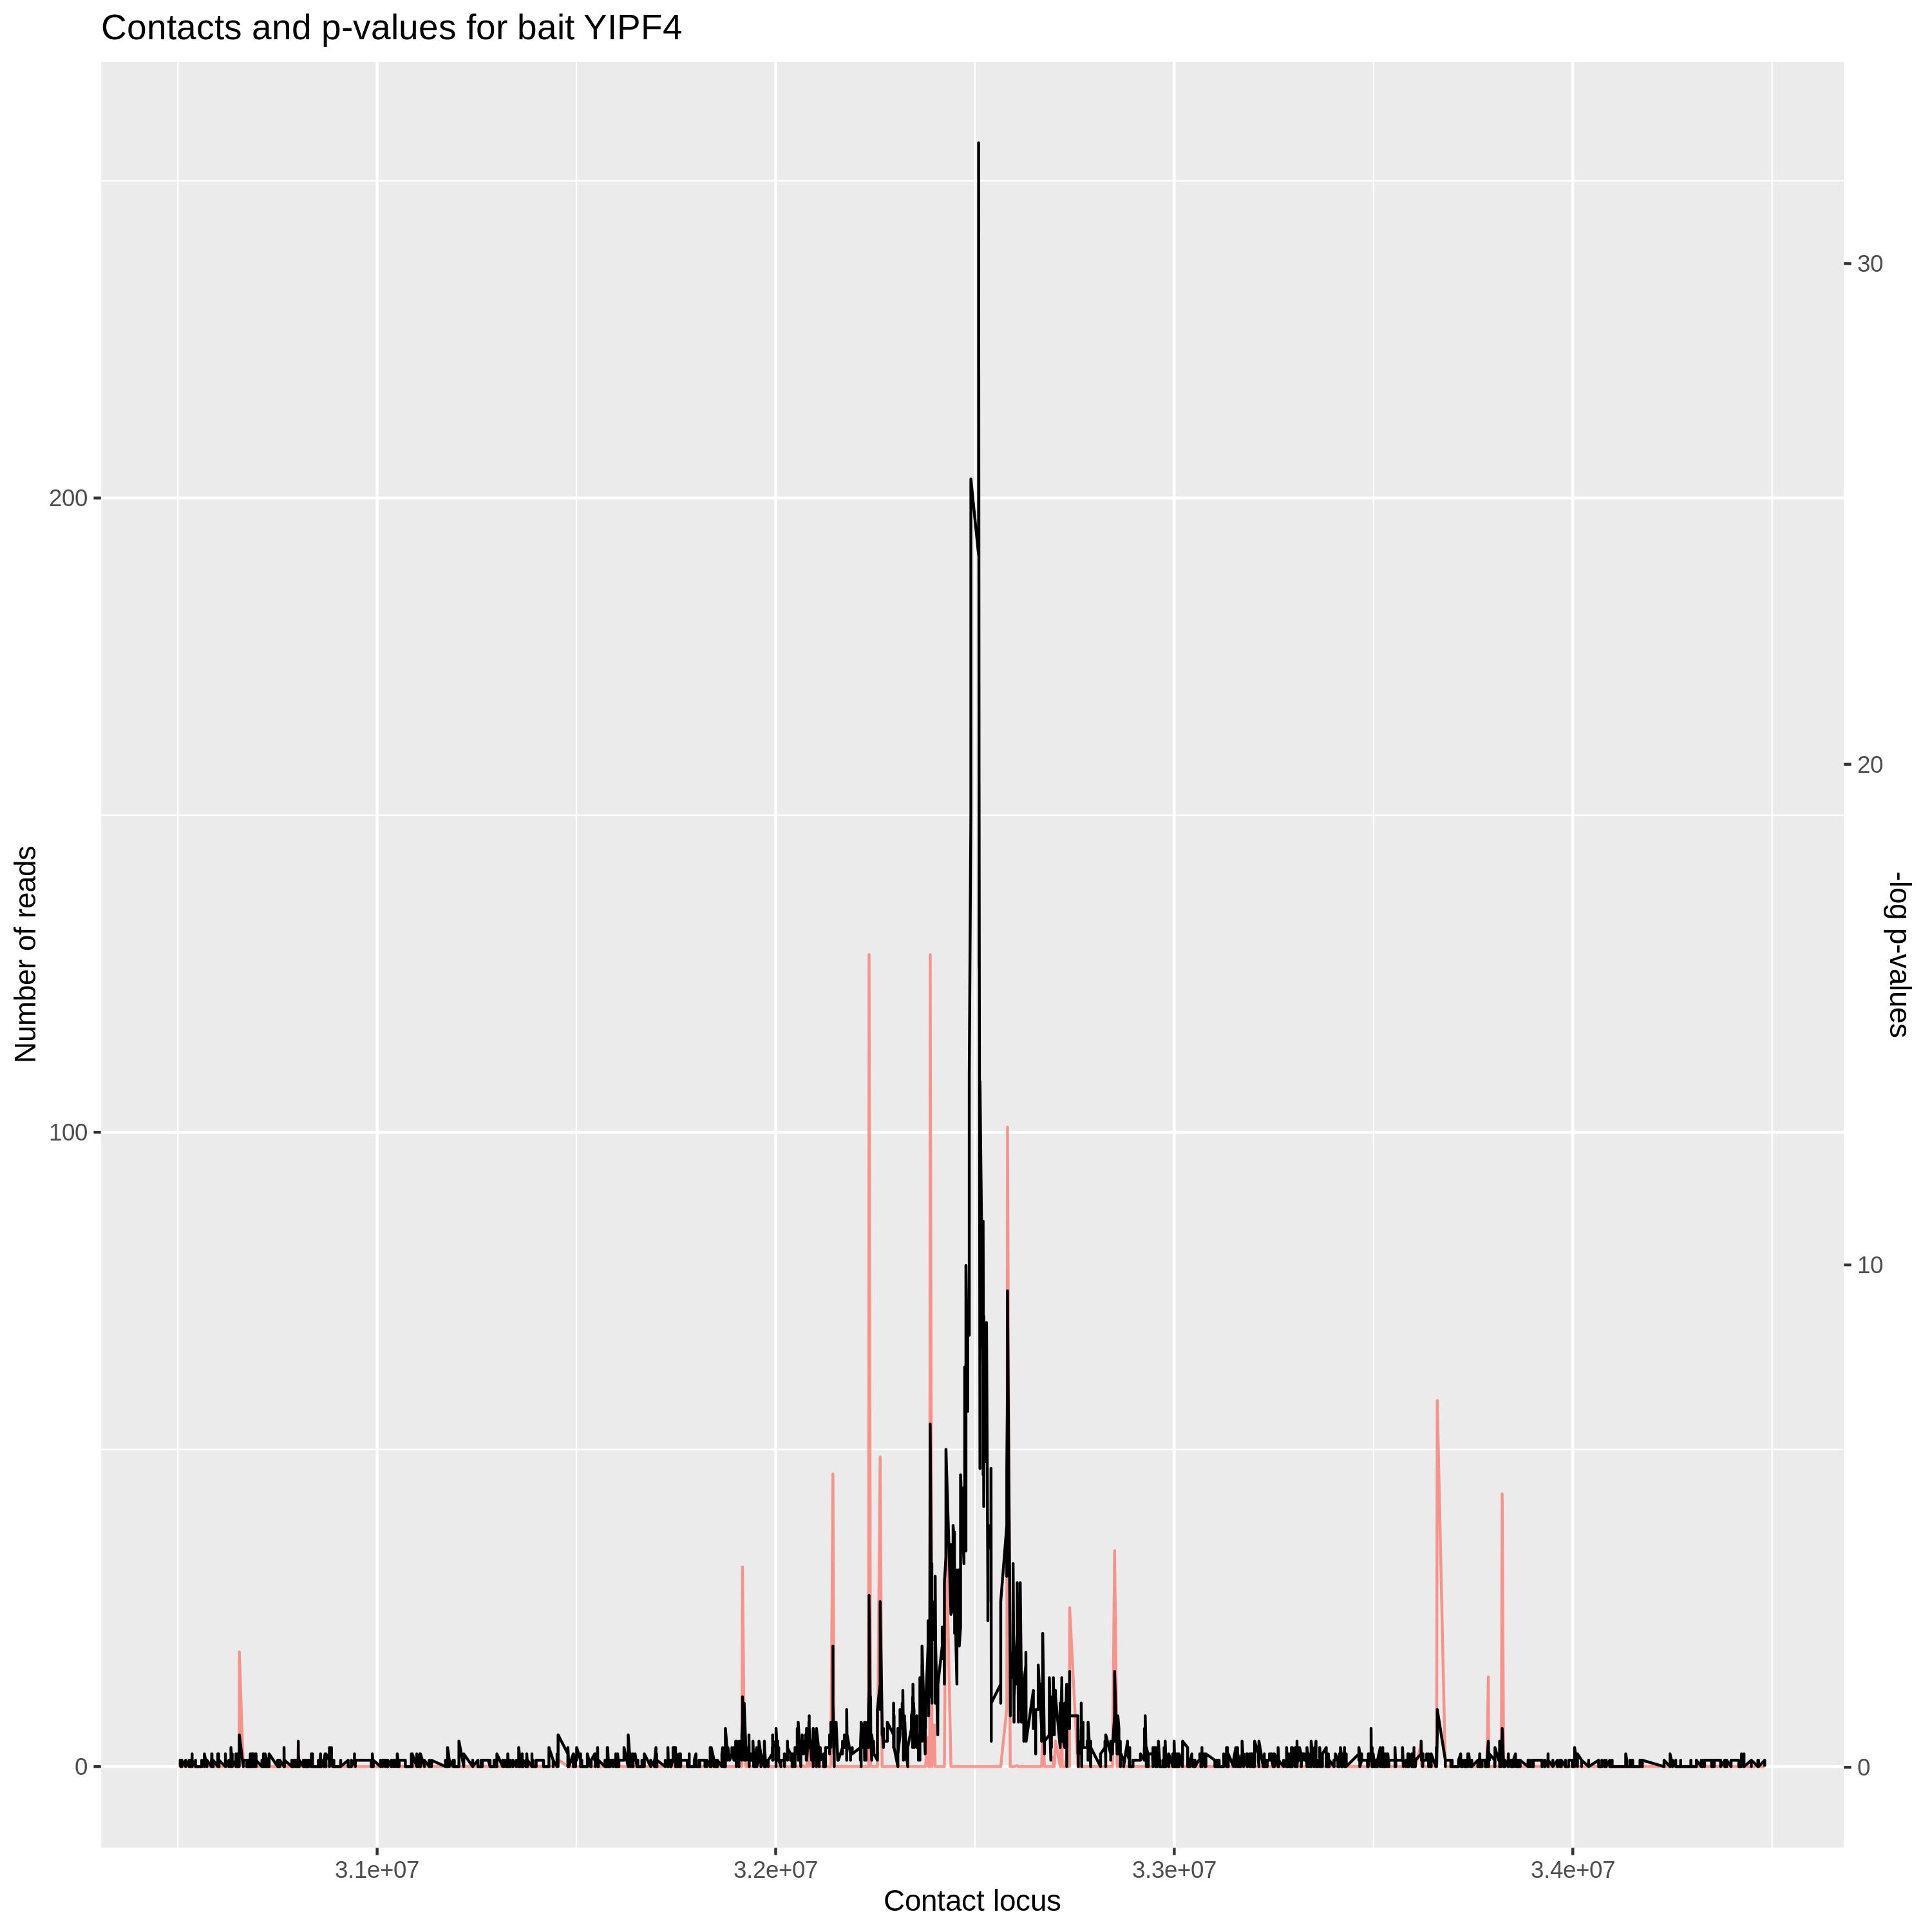 Contacts and p-values for bait YIPF4
Number of reads
200
100
0
30
20
10
0
-log p-values
3.1e+07 3.2e+07 3.3e+07 3.4e+07
Contact locus